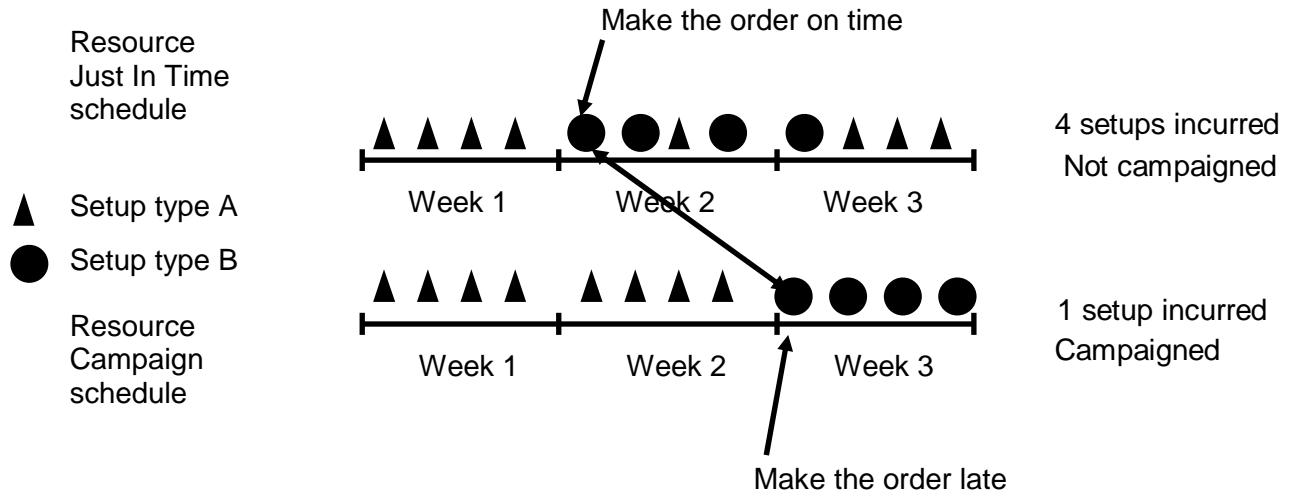 Make the order on time
Resource
Just In Time
schedule
4 setups incurred
Not campaigned
Week 1
Week 2
Week 3
Setup type A
Setup type B
Resource
Campaign
schedule
1 setup incurred
Campaigned
Week 1
Week 2
Week 3
Make the order late